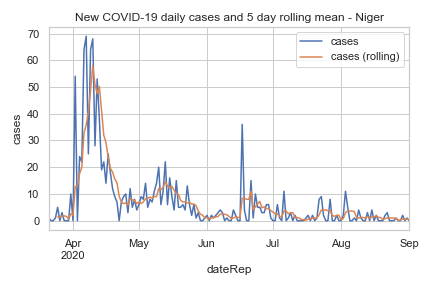 New COVID-19 daily cases and 5 day rolling mean - Niger
cases
cases (rolling)
cases
70
60
50
40
30
20
10
0
Apr
2020
May
Jun
Jul
Aug
Sep
dateRep